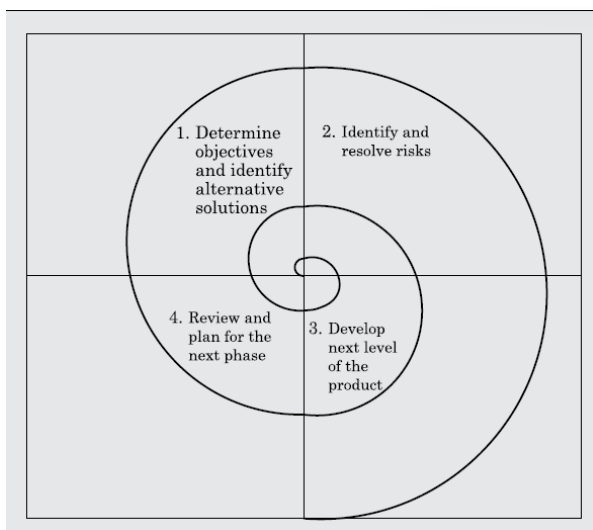 1. Determine
objectives
and identify
alternative
solutions
2. Identify and
resolve risks
4. Review and
plan for the
next phase
3. Develop
next level
of the
product